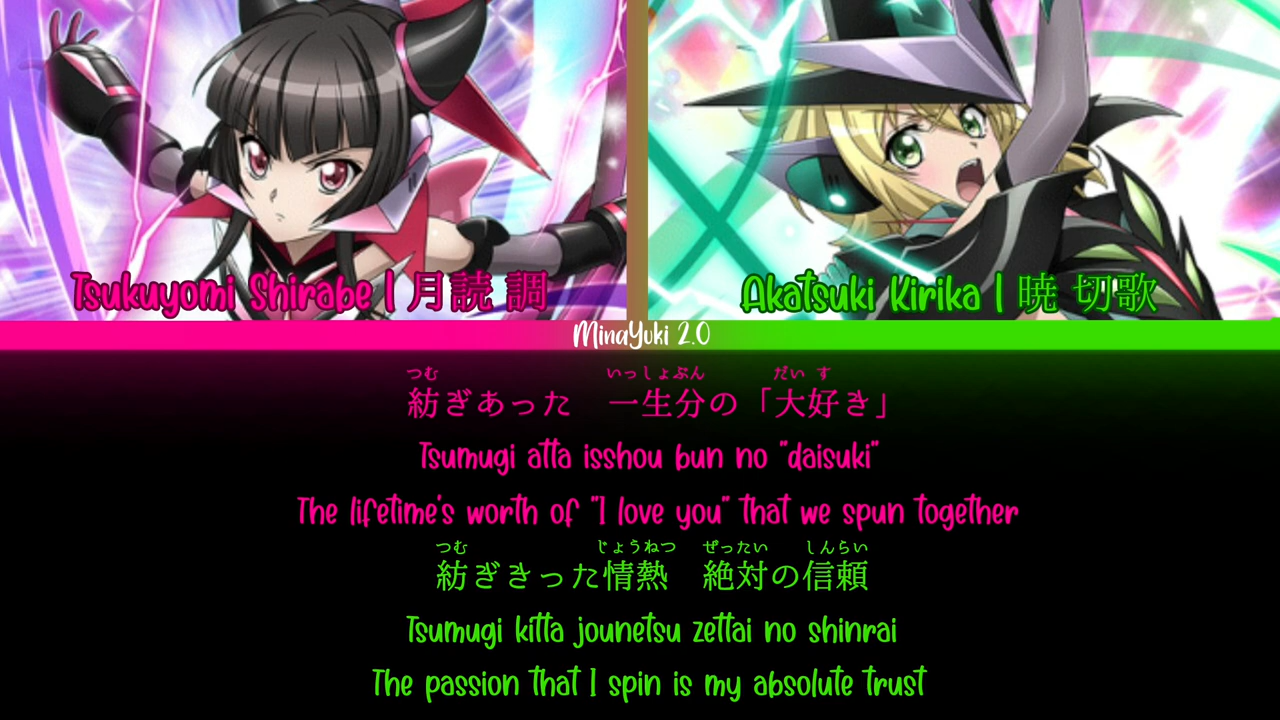 Tsukuyomi Shirabe | 月読 調
Akatsuki Kirika | 暁 切歌
MinaYuki 2.0
つむ いっしょぶん だい す
紡ぎあった 一生分の「大好き」
Tsumugi atta isshou bun no "daisuki"
The lifetime's worth of "I love you" that we spun together
つむ じょうねつ ぜったい しんらい
紡ぎきった情熱 絶対の信頼
Tsumugi kitta jounetsu zettai no shinrai
The passion that I spin is my absolute trust